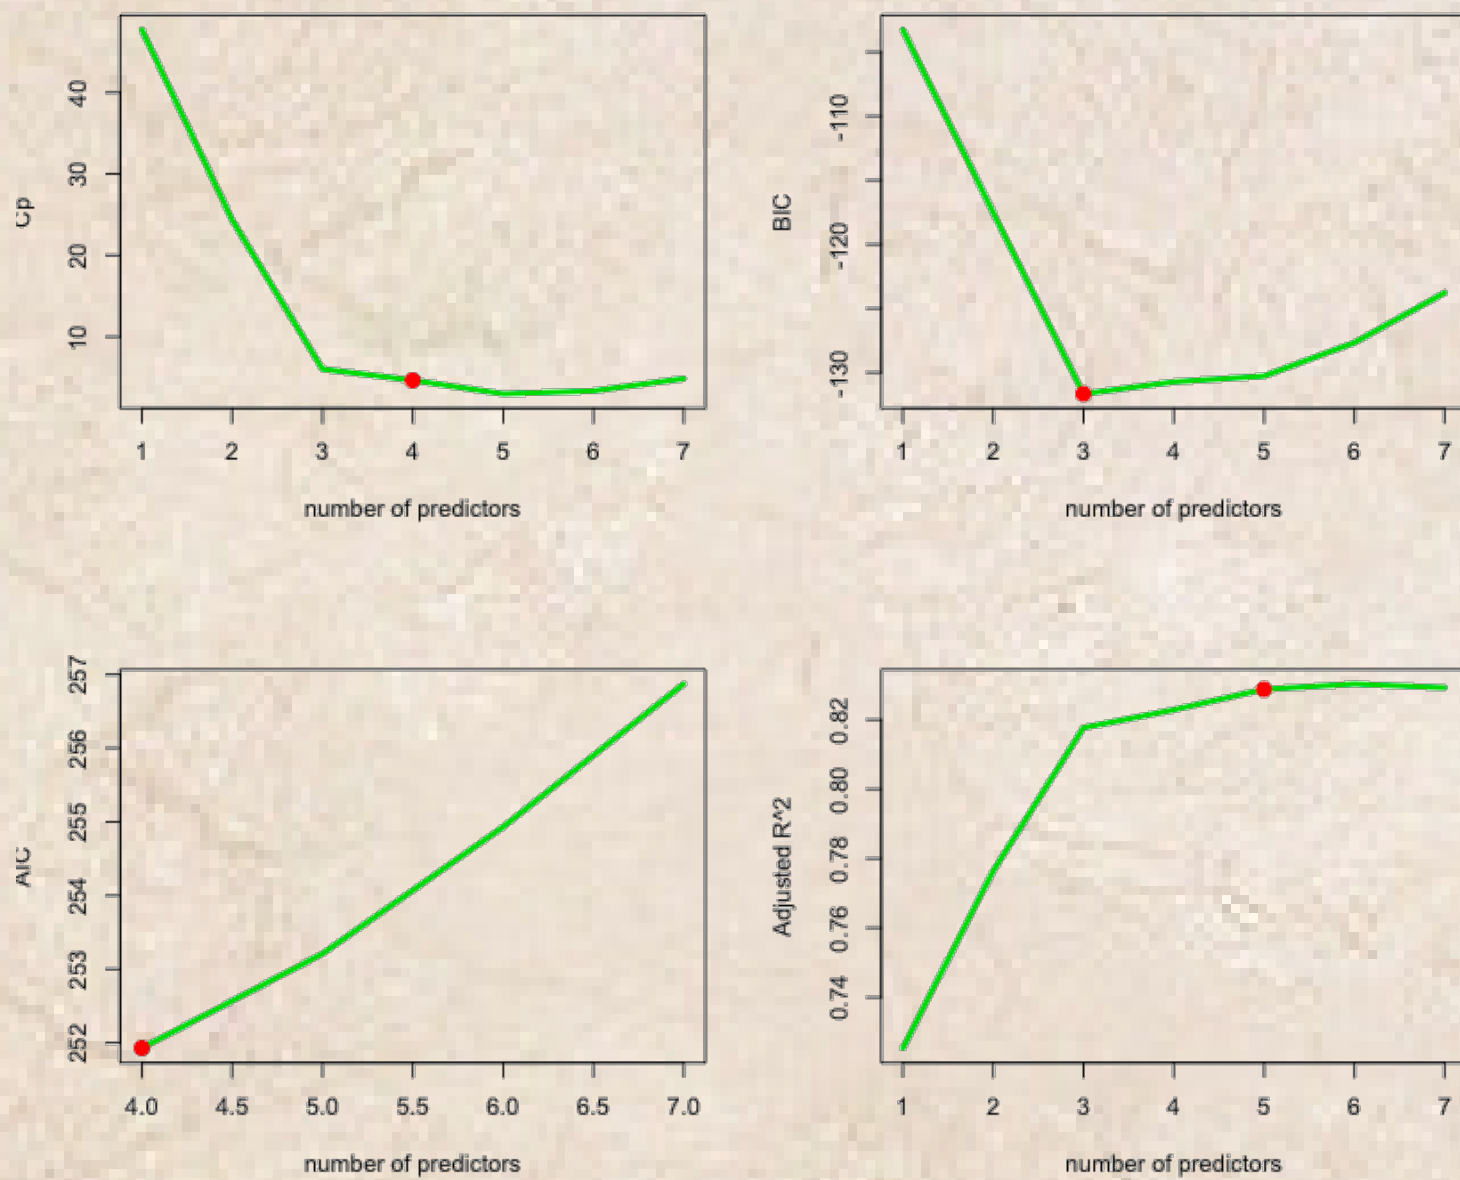 Cp
40
30
20
10
1 2 3 4 5 6 7
number of predictors
BIC
-110
-120
-130
1 2 3 4 5 6 7
number of predictors
AIC
257
256
255
254
253
252
4.0 4.5 5.0 5.5 6.0 6.5 7.0
number of predictors
Adjusted R^2
0.82
0.80
0.78
0.76
0.74
1 2 3 4 5 6 7
number of predictors